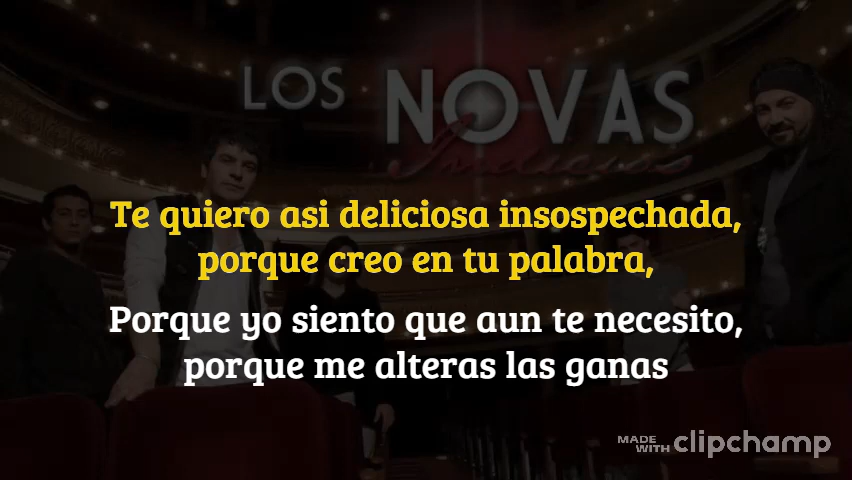 LOS NOVAS
Indicios
Te quiero asi deliciosa insospechada,
porque creo en tu palabra,
Porque yo siento que aun te necesito,
porque me alteras las ganas
MADE WITH clipchamp